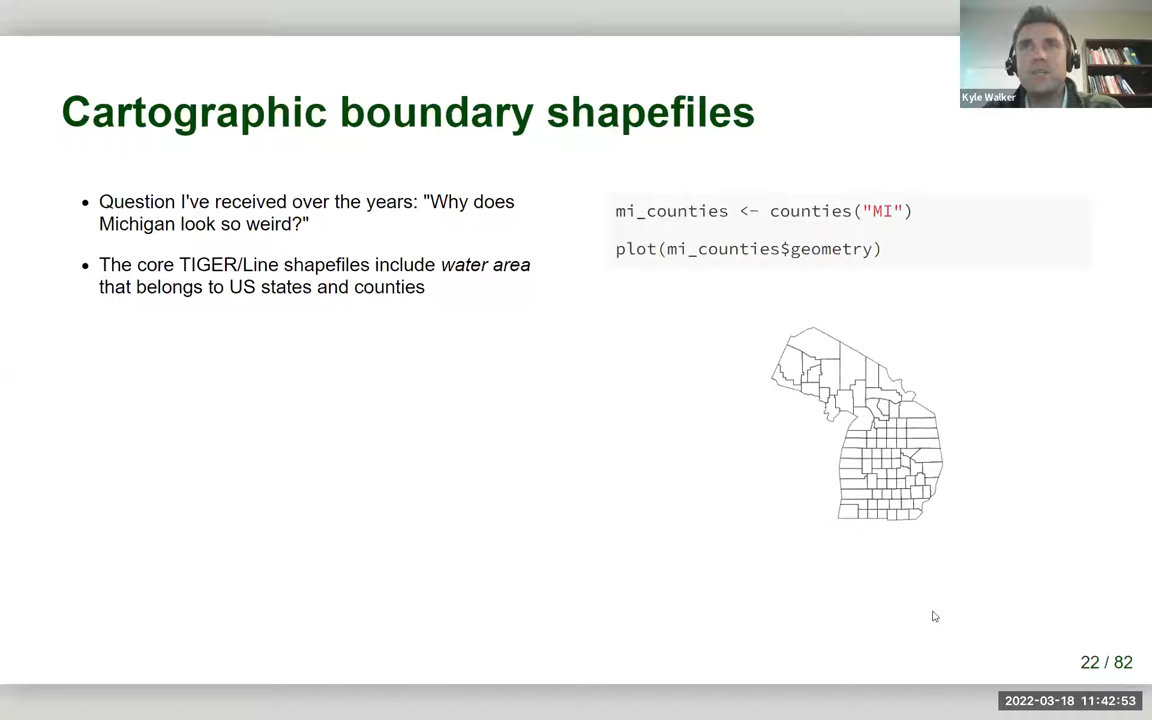 Kyle Walker
Cartographic boundary shapefiles
• Question I've received over the years: "Why does
Michigan look so weird?"
• The core TIGER/Line shapefiles include water area
that belongs to US states and counties
mi_counties <- counties("MI")
plot(mi_counties$geometry)
22 / 82
2022-03-18 11:42:53